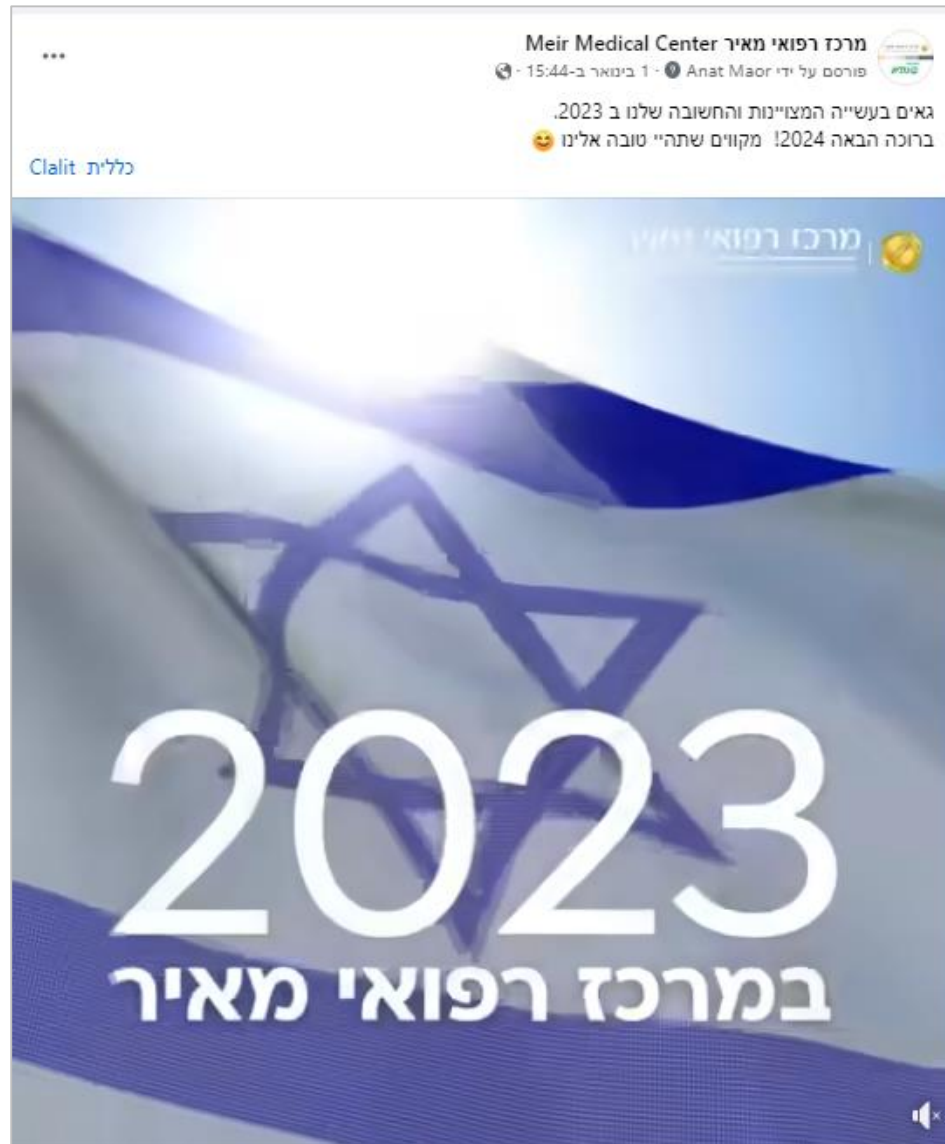 מרכז רפואי מאיר Meir Medical Center
פורסם על ידי Anat Maor · 1 בינואר ב-15:44 ·
גאים בעשייה המצויינות והחשובה שלנו ב 2023.
ברוכה הבאה 2024! מקווים שתהיי טובה אלינו 😊
כללית Clalit
מרכז רפואי מאיר
2023
במרכז רפואי מאיר